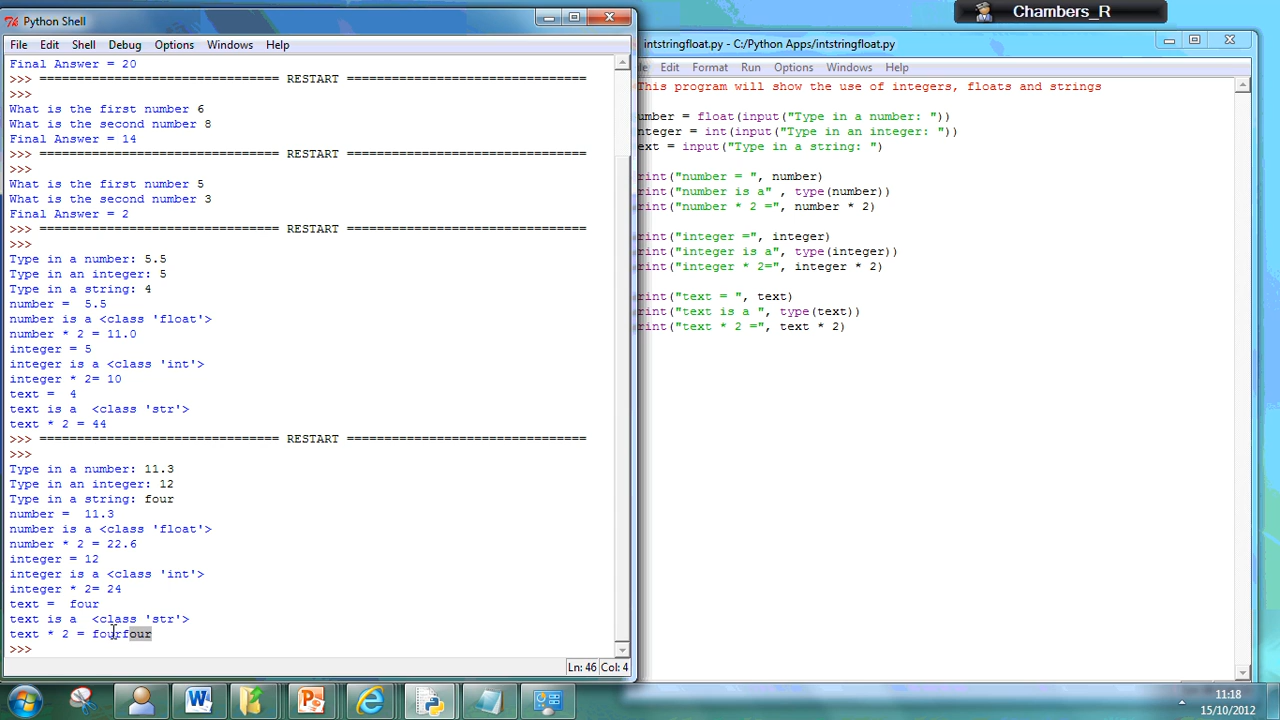 Chambers_R
Python Shell
File Edit Shell Debug Options Windows Help
Final Answer = 20
>>> ================================ RESTART ================================
>>>
What is the first number 6
What is the second number 8
Final Answer = 14
>>> ================================ RESTART ================================
>>>
What is the first number 5
What is the second number 3
Final Answer = 2
>>> ================================ RESTART ================================
>>>
Type in a number: 5.5
Type in an integer: 5
Type in a string: 4
number =  5.5
number is a <class 'float'>
number * 2 = 11.0
integer = 5
integer is a <class 'int'>
integer * 2= 10
text =  4
text is a  <class 'str'>
text * 2 = 44
>>> ================================ RESTART ================================
>>>
Type in a number: 11.3
Type in an integer: 12
Type in a string: four
number =  11.3
number is a <class 'float'>
number * 2 = 22.6
integer = 12
integer is a <class 'int'>
integer * 2= 24
text =  four
text is a  <class 'str'>
text * 2 = fourfour
>>>
Ln: 46 Col: 4
intstringfloat.py - C:/Python Apps/intstringfloat.py
le Edit Format Run Options Windows Help
This program will show the use of integers, floats and strings
umber = float(input("Type in a number: "))
nteger = int(input("Type in an integer: "))
ext = input("Type in a string: ")
rint("number = ", number)
rint("number is a" , type(number))
rint("number * 2 =", number * 2)
rint("integer =", integer)
rint("integer is a", type(integer))
rint("integer * 2=", integer * 2)
rint("text = ", text)
rint("text is a ", type(text))
rint("text * 2 =", text * 2)
11:18
15/10/2012